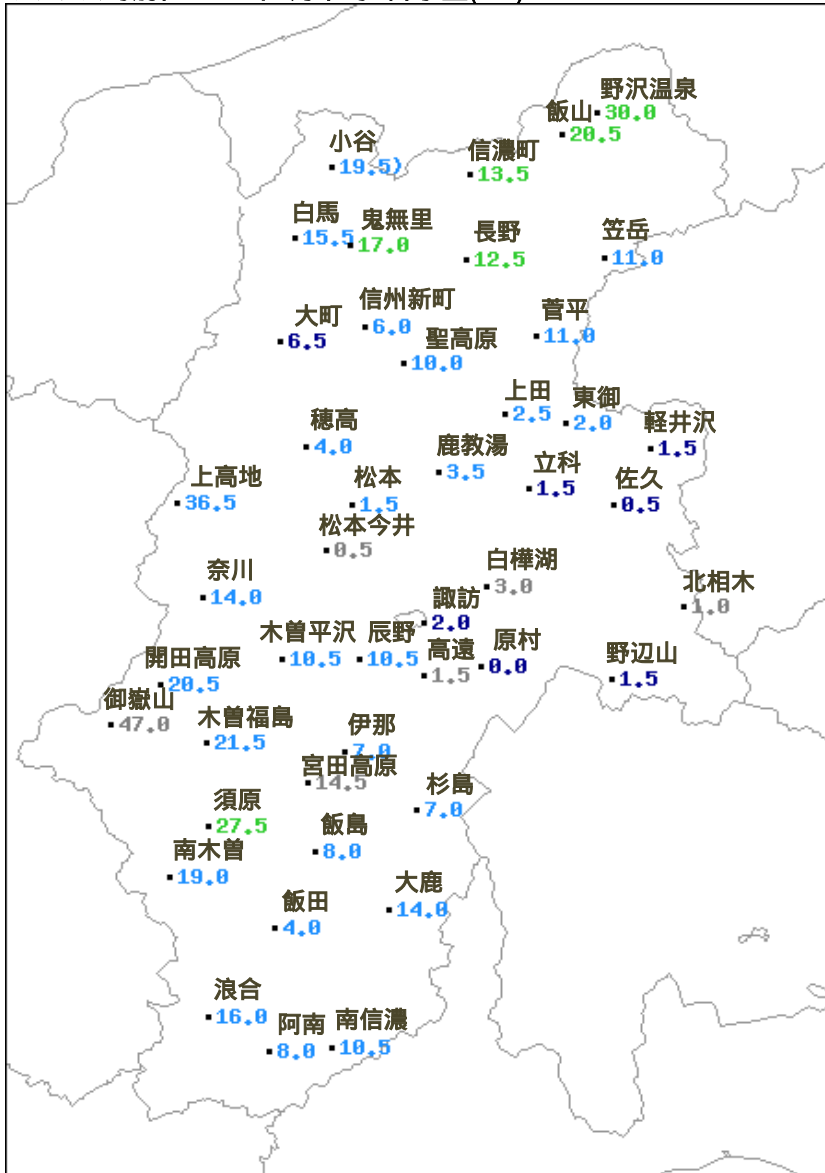 野沢温泉
30.0
飯山
20.5
小谷
19.5)
信濃町
13.5
白馬
15.5
鬼無里
17.0
長野
12.5
笠岳
11.0
信州新町
6.0
大町
6.5
菅平
11.0
聖高原
10.0
上田
2.5
東御
2.0
穂高
4.0
軽井沢
1.5
鹿教湯
3.5
立科
1.5
上高地
36.5
松本
1.5
佐久
0.5
松本今井
0.5
白樺湖
3.0
奈川
14.0
北相木
1.0
諏訪
2.0
木曽平沢
10.5
辰野
10.5
原村
0.0
高遠
1.5
野辺山
1.5
開田高原
20.5
御嶽山
47.0
木曽福島
21.5
伊那
7.0
宮田高原
14.5
杉島
7.0
須原
27.5
飯島
8.0
南木曽
19.0
大鹿
14.0
飯田
4.0
浪合
16.0
阿南
8.0
南信濃
10.5